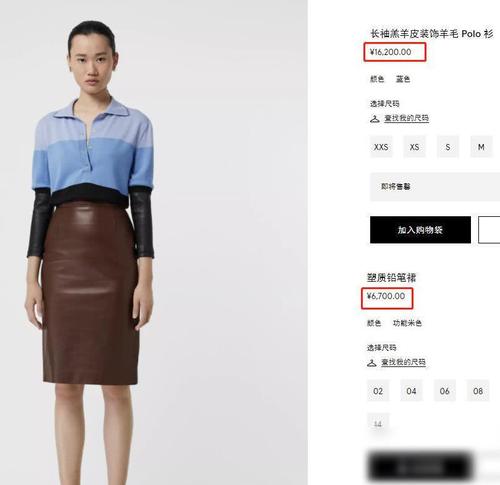 长袖羔羊皮装饰羊毛 Polo 衫
¥16,200.00
颜色 蓝色
选择尺码
查找我的尺码
XXS XS S M
即将售罄
加入购物袋
塑质铅笔裙
¥6,700.00
颜色 功能米色
选择尺码
查找我的尺码
02 04 06 08
14